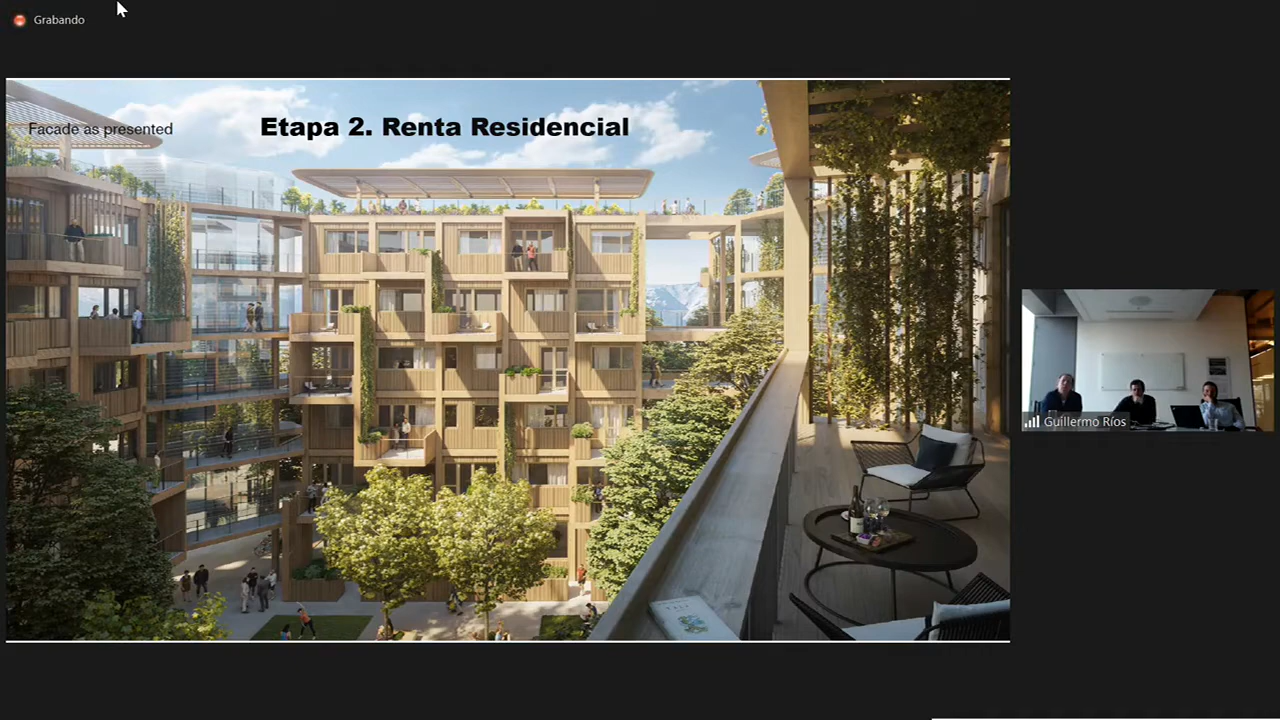 Grabando
Facade as presented
Etapa 2. Renta Residencial
Guillermo Ríos